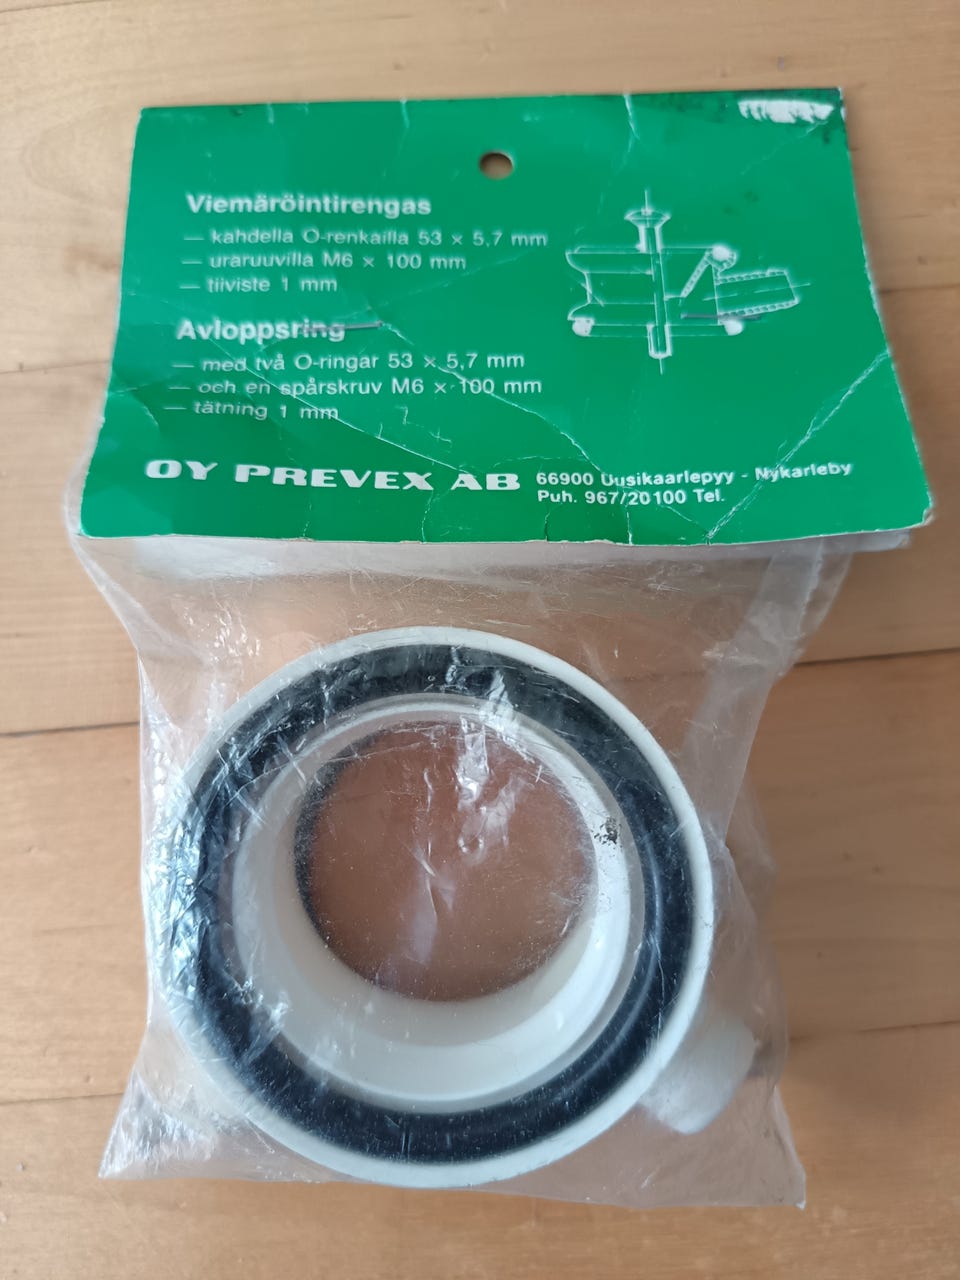 Viemäröintirengas
— kahdella O-renkailla 53 × 5,7 mm
— uraruuvilla M6 × 100 mm
— tiiviste 1 mm
Avloppsring
— med två O-ringar 53 × 5,7 mm
— och en spårskruv M6 × 100 mm
— tätning 1 mm
OY PREVEX AB
66900 Uusikaarlepyy - Nykarleby
Puh. 967/20100 Tel.